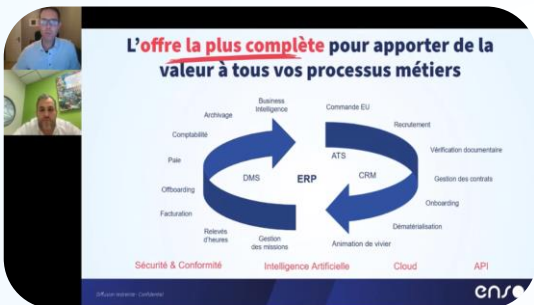 L'offre la plus complète pour apporter de la
valeur à tous vos processus métiers
Business
Intelligence
Commande EU
Archivage
Recrutement
Comptabilité
Vérification documentaire
ATS
Paie
DMS
ERP
CRM
Gestion des contrats
Offboarding
Onboarding
Facturation
Dématérialisation
Relevés
d'heures
Gestion
des missions
Animation de vivier
Sécurité & Conformité
Intelligence Artificielle
Cloud
API
Diffusion restreinte - Confidentiel